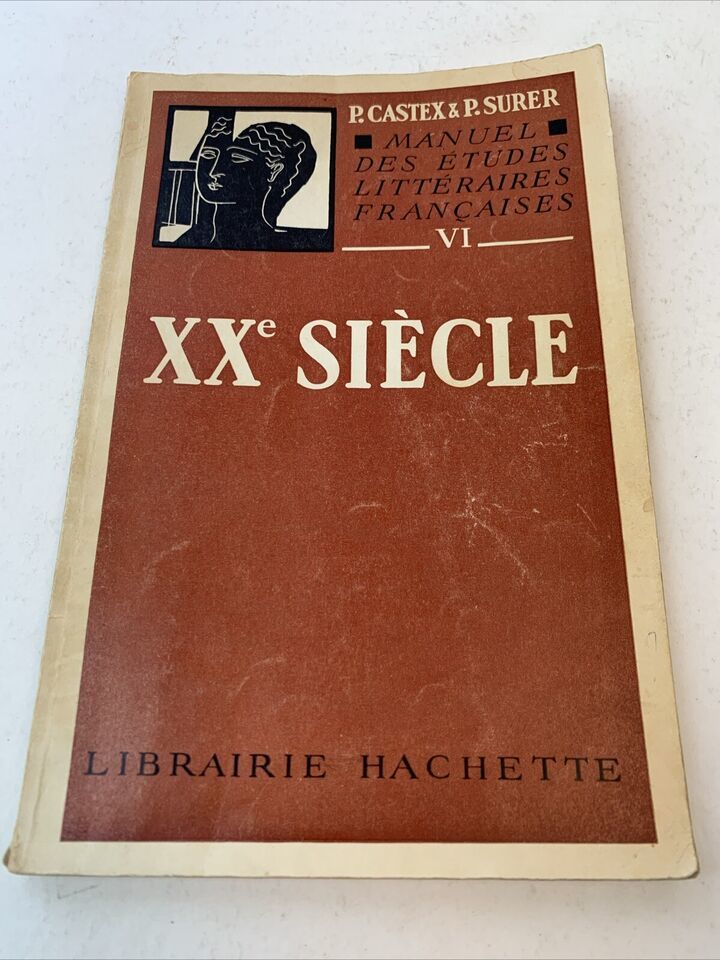 P. CASTEX & P. SURER
MANUEL
DES ÉTUDES
LITTÉRAIRES
FRANÇAISES
VI
XXe SIÈCLE
LIBRAIRIE HACHETTE